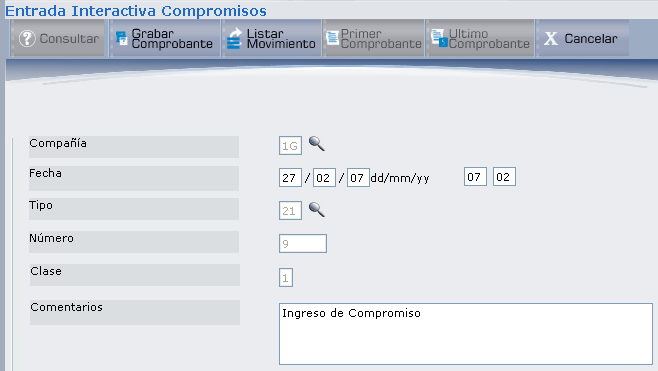 Entrada Interactiva Compromisos
? Consultar Grabar Comprobante Listar Movimiento Primer Comprobante Ultimo Comprobante X Cancelar
Compañía 1G
Fecha 27 / 02 / 07 dd/mm/yy 07 02
Tipo 21
Número 9
Clase 1
Comentarios Ingreso de Compromiso